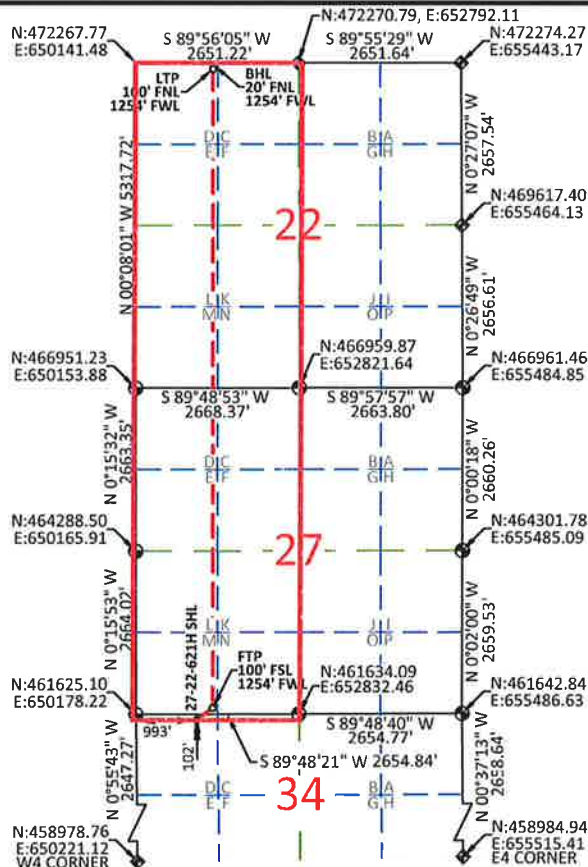 N:472270.79, E:652792.11
N:472267.77
E:650141.48
S 89°56'05" W
2651.22'
S 89°55'29" W
2651.64'
N:472274.27
E:655443.17
LTP
100' FNL
1254' FWL
BHL
20' FNL
1254' FWL
D C
E F
B A
G H
N 0°27'07" W
2657.54'
N 00°08'01" W 5317.72'
22
N:469617.40
E:655464.13
L K
M N
J I
O P
N 0°26'49" W
2656.61'
N:466951.23
E:650153.88
N:466959.87
E:652821.64
N:466961.46
E:655484.85
S 89°48'53" W
2668.37'
S 89°57'57" W
2663.80'
N 0°15'32" W
2663.35'
D C
E F
B A
G H
N 0°00'18" W
2660.26'
N:464288.50
E:650165.91
27
N:464301.78
E:655485.09
N 0°15'53" W
2664.02'
27-22-621H SHL
L K
M N
J I
O P
N 0°02'00" W
2659.53'
FTP
100' FSL
1254' FWL
N:461625.10
E:650178.22
N:461634.09
E:652832.46
N:461642.84
E:655486.63
993'
102'
S 89°48'40" W
2654.77'
S 89°48'21" W 2654.84'
N 0°55'43" W
2647.27'
D C
E F
34
B A
G H
N 00°37'13" W
2658.64'
N:458978.76
E:650221.12
W4 CORNER
N:458984.94
E:655515.41
E4 CORNER